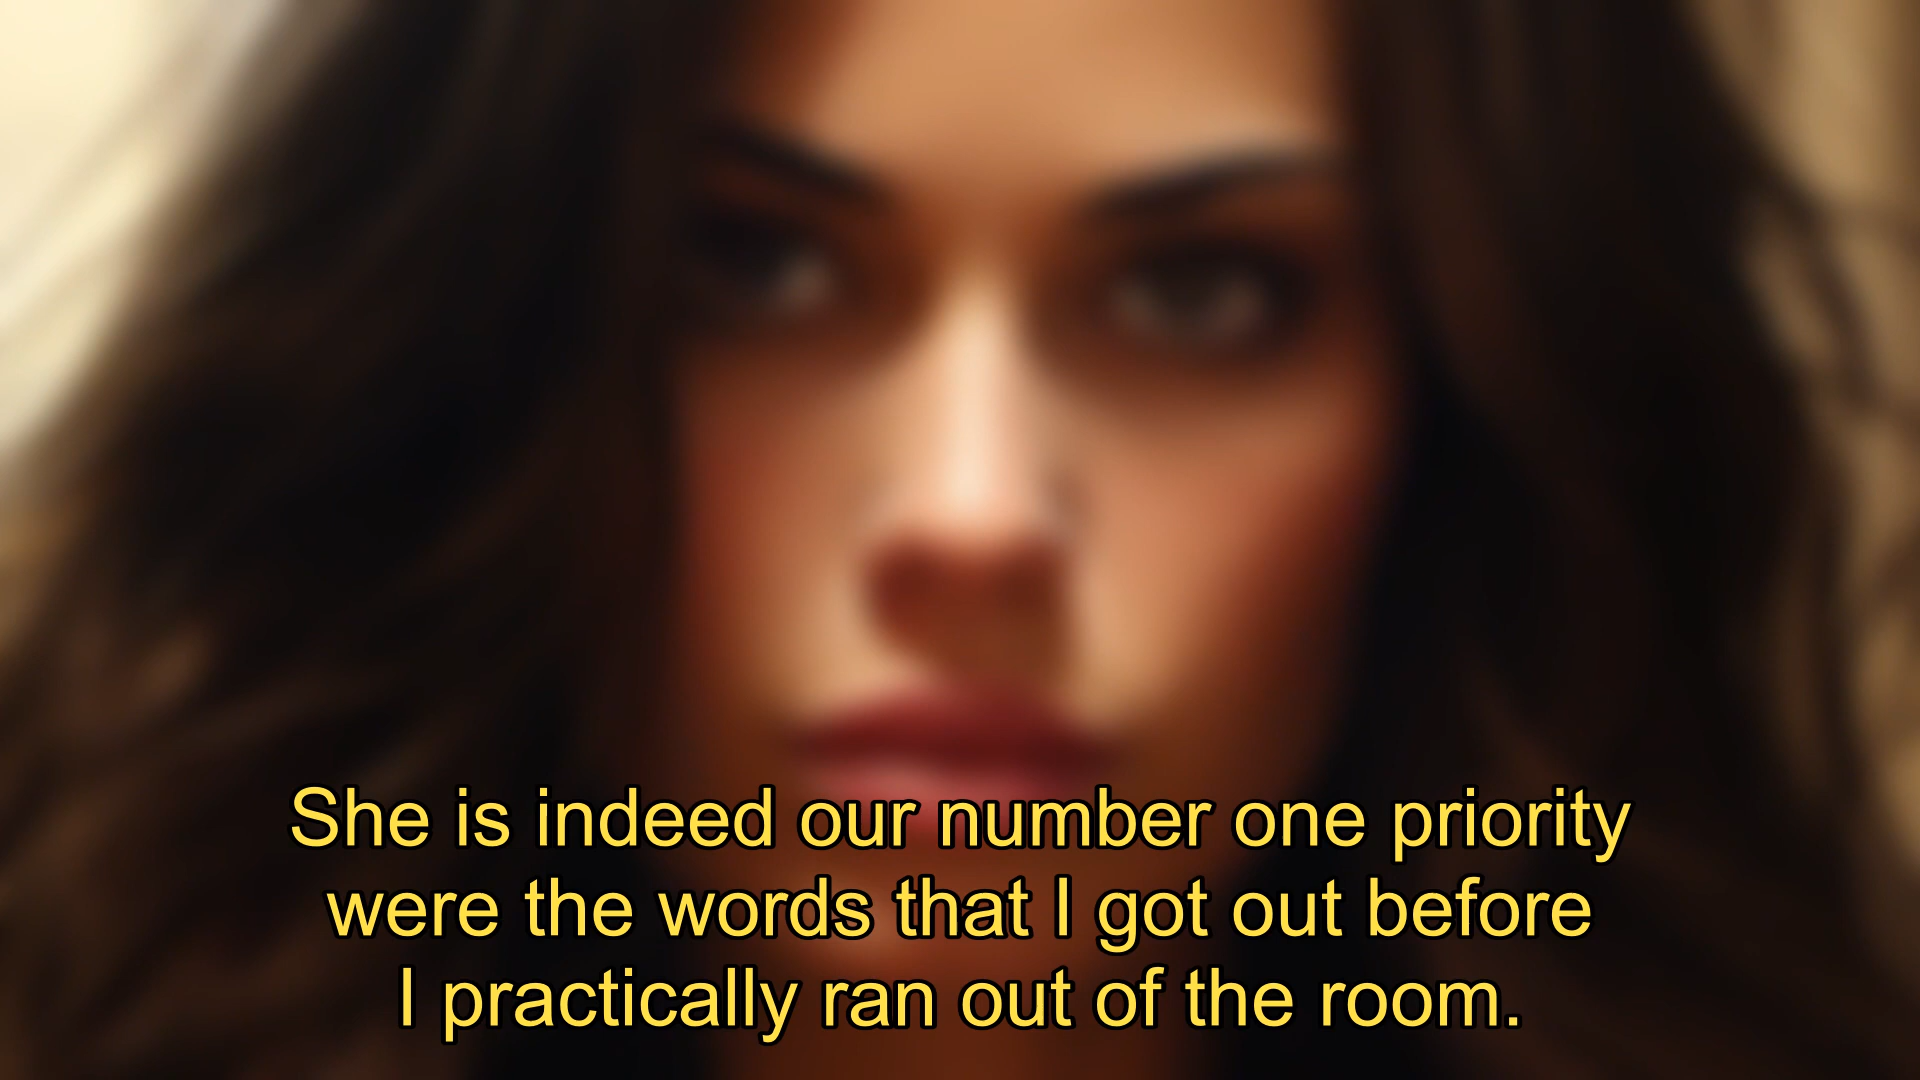 She is indeed our number one priority
were the words that I got out before
I practically ran out of the room.